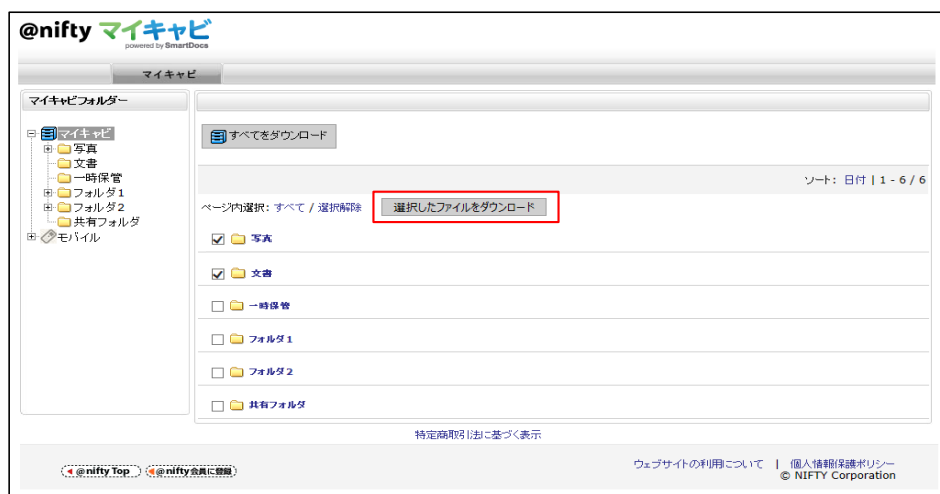 @nifty マイキャビ
powered by SmartDocs
マイキャビ
マイキャビフォルダー
マイキャビ
写真
文書
一時保管
フォルダ1
フォルダ2
共有フォルダ
モバイル
すべてをダウンロード
ソート: 日付 | 1 - 6 / 6
ページ内選択: すべて / 選択解除 選択したファイルをダウンロード
写真
文書
一時保管
フォルダ1
フォルダ2
共有フォルダ
特定商取引法に基づく表示
@nifty Top @nifty会員に登録
ウェブサイトの利用について | 個人情報保護ポリシー
© NIFTY Corporation